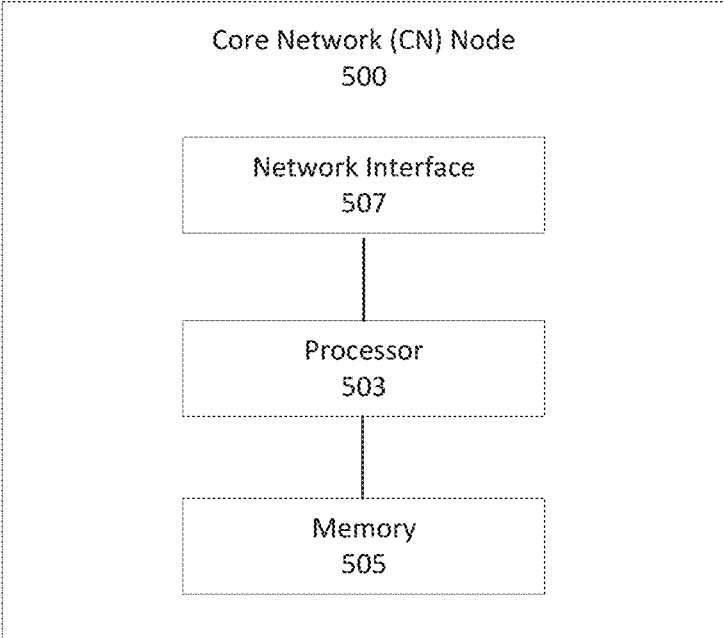 Core Network (CN) Node
500
Network Interface
507
Processor
503
Memory
505